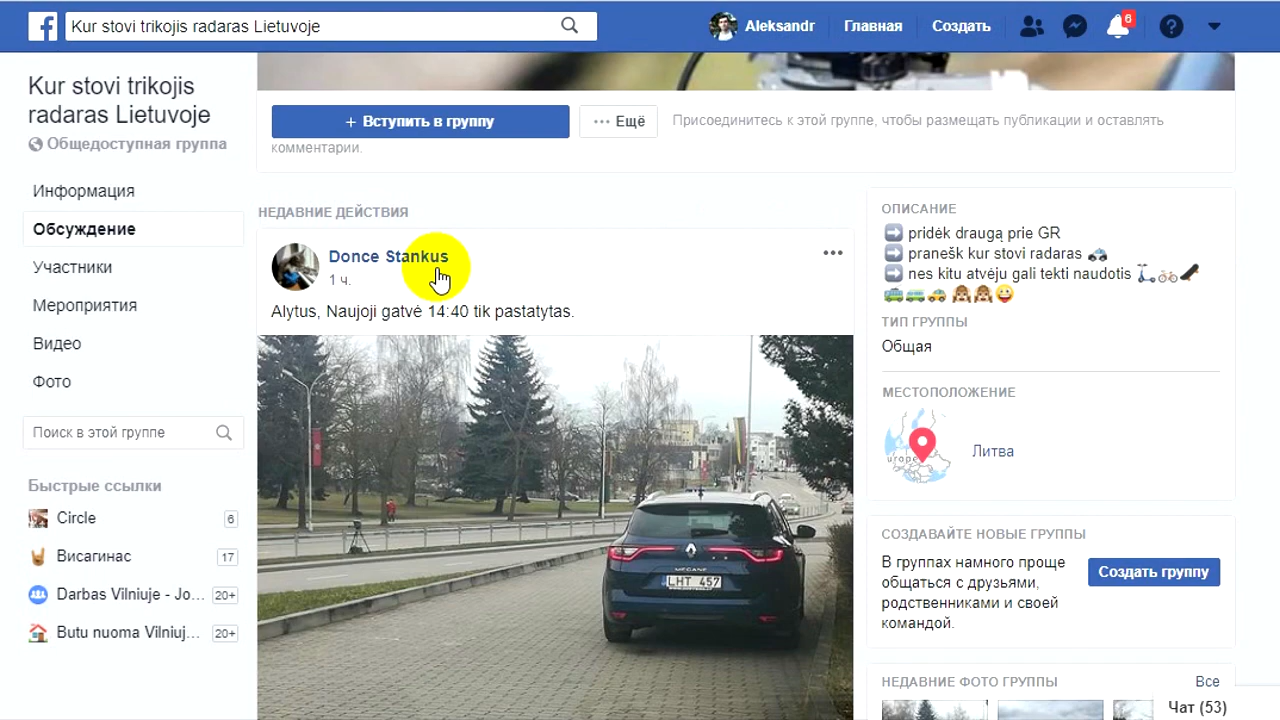 Kur stovi trikojis radaras Lietuvoje
Aleksandr
Главная
Создать
6
Kur stovi trikojis
radaras Lietuvoje
Общедоступная группа
Информация
Обсуждение
Участники
Мероприятия
Видео
Фото
Поиск в этой группе
Быстрые ссылки
Circle
6
Висагинас
17
Darbas Vilniuje - Jo...
20+
Butu nuoma Vilniuj...
20+
+ Вступить в группу
··· Ещё
Присоединитесь к этой группе, чтобы размещать публикации и оставлять
комментарии.
НЕДАВНИЕ ДЕЙСТВИЯ
Donce Stankus
1 ч.
Alytus, Naujoji gatvė 14:40 tik pastatytas.
MEGANE
LHT 457
ОПИСАНИЕ
➡ pridėk draugą prie GR
➡ pranešk kur stovi radaras
➡ nes kitu atvėju gali tekti naudotis
ТИП ГРУППЫ
Общая
МЕСТОПОЛОЖЕНИЕ
urope
Литва
СОЗДАВАЙТЕ НОВЫЕ ГРУППЫ
В группах намного проще
общаться с друзьями,
родственниками и своей
командой.
Создать группу
НЕДАВНИЕ ФОТО ГРУППЫ
Все
Чат (53)